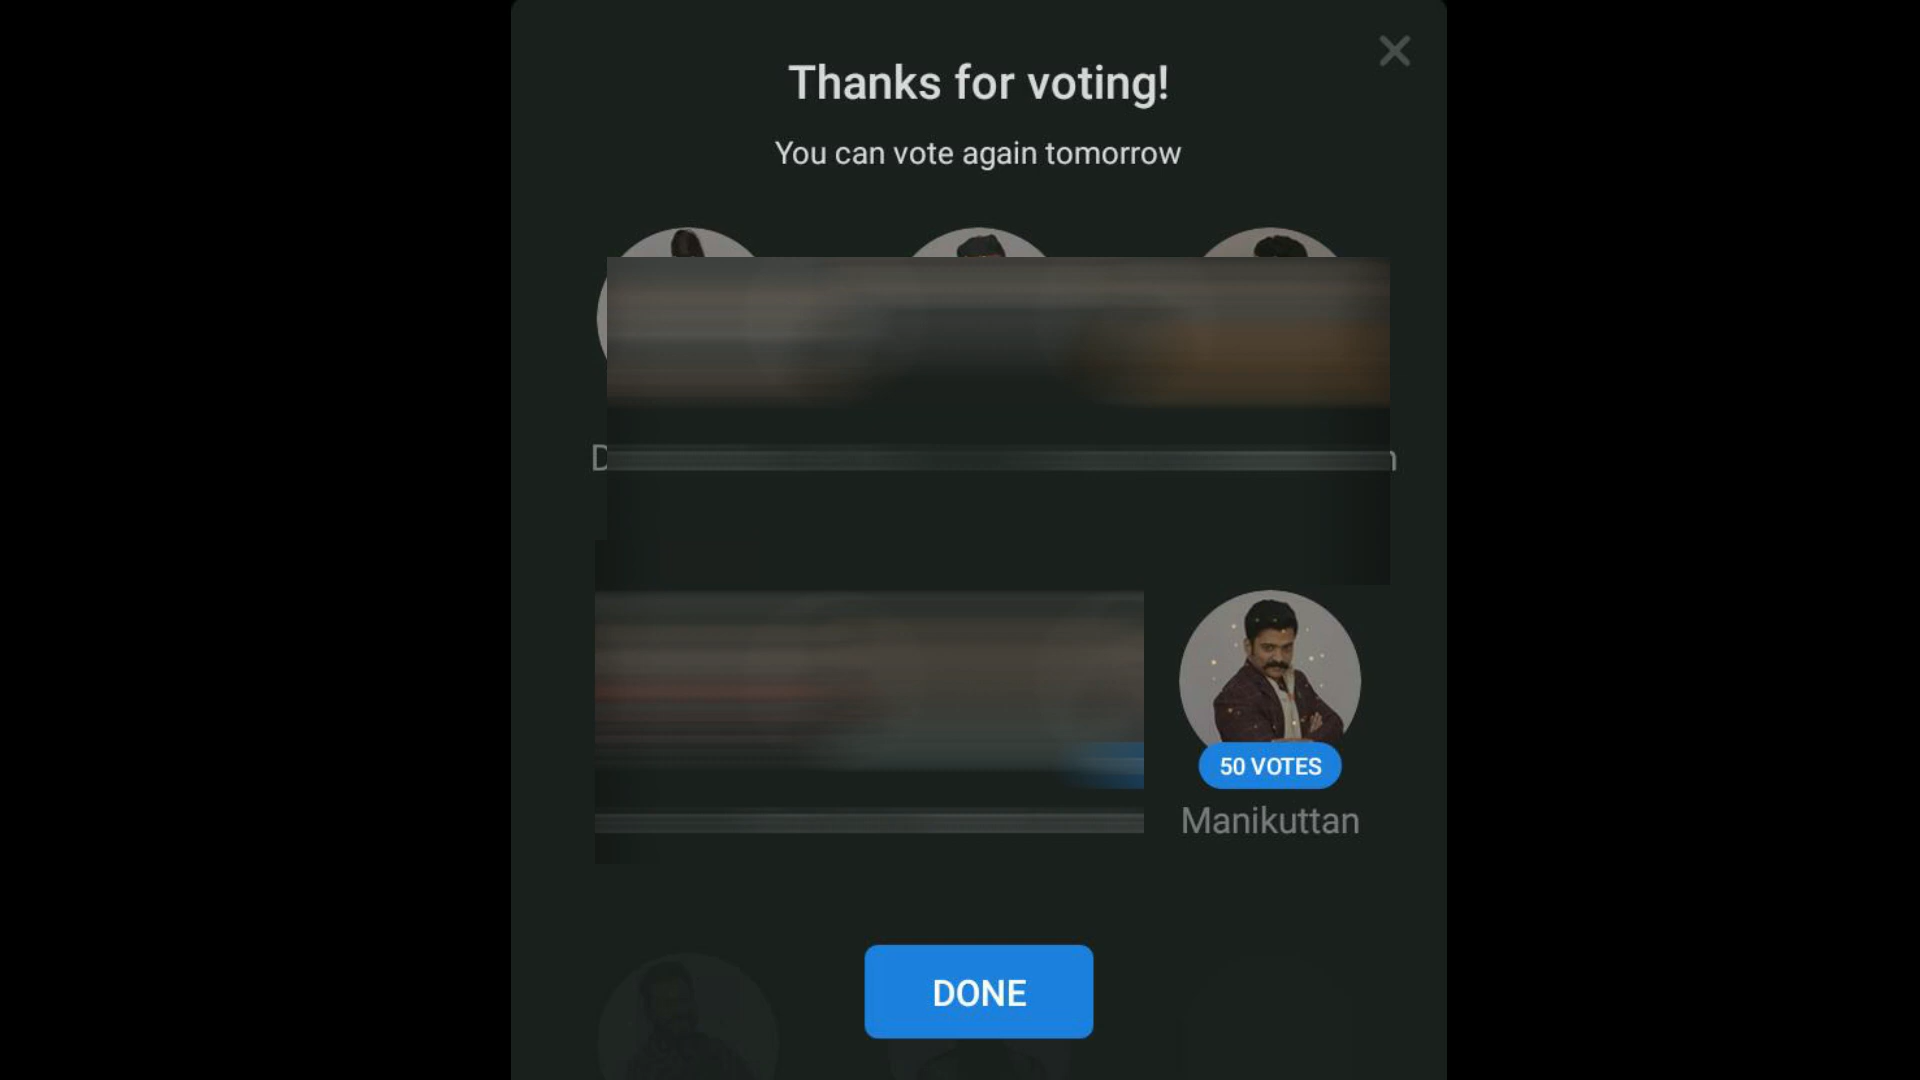 Thanks for voting!
You can vote again tomorrow
50 VOTES
Manikuttan
DONE